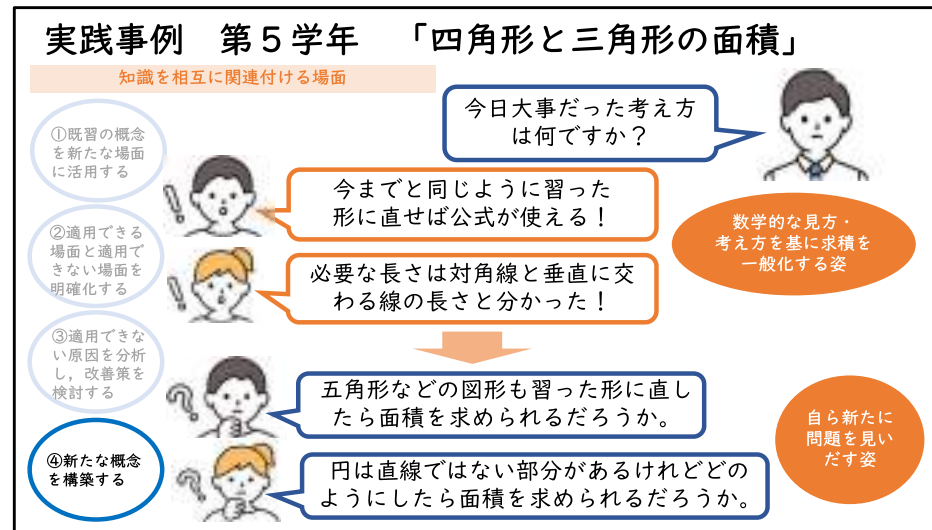 実践事例　第５学年　「四角形と三角形の面積」
知識を相互に関連付ける場面
今日大事だった考え方
は何ですか？
①既習の概念
を新たな場面
に活用する
今までと同じように習った
形に直せば公式が使える！
数学的な見方・
考え方を基に求積を
一般化する姿
②適用できる
場面と適用で
きない場面を
明確化する
必要な長さは対角線と垂直に交
わる線の長さと分かった！
③適用できな
い原因を分析
し，改善策を
検討する
五角形などの図形も習った形に直し
たら面積を求められるだろうか。
自ら新たに
問題を見い
だす姿
④新たな概念
を構築する
円は直線ではない部分があるけれどどの
ようにしたら面積を求められるだろうか。